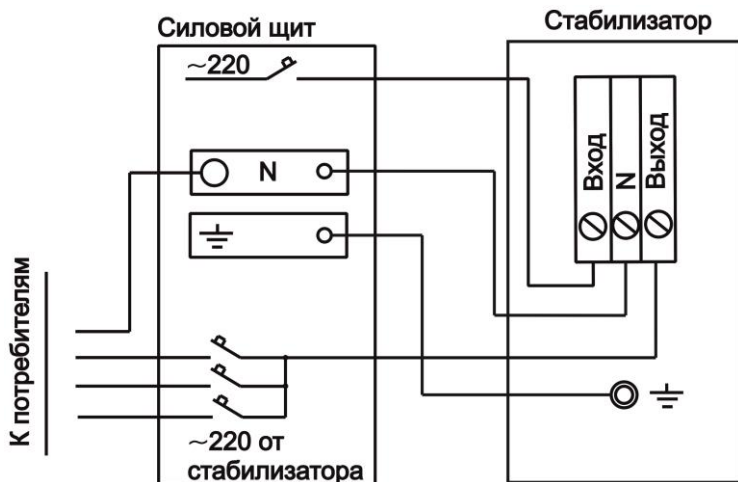 Силовой щит
Стабилизатор
~220
Вход
N
Выход
N
К потребителям
~220 от
стабилизатора